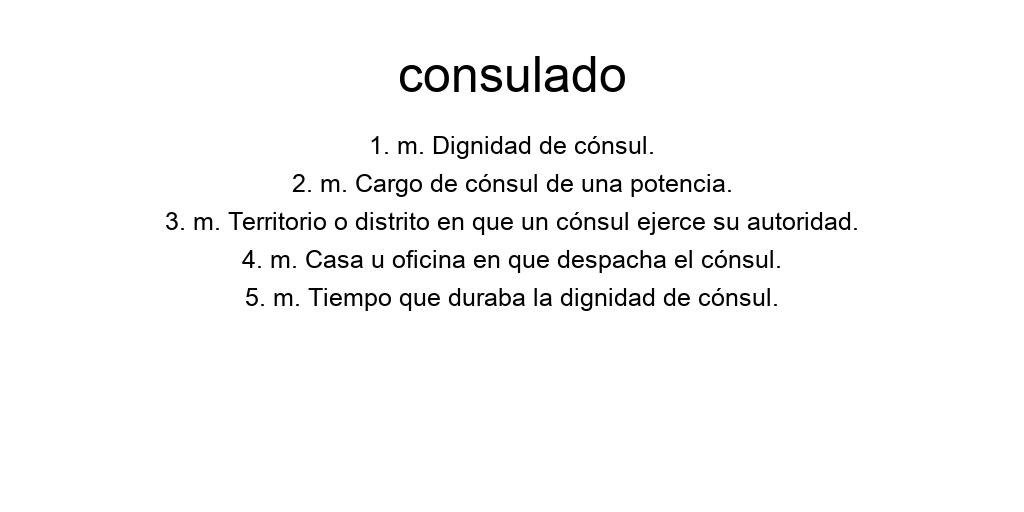 consulado
1. m. Dignidad de cónsul.
2. m. Cargo de cónsul de una potencia.
3. m. Territorio o distrito en que un cónsul ejerce su autoridad.
4. m. Casa u oficina en que despacha el cónsul.
5. m. Tiempo que duraba la dignidad de cónsul.